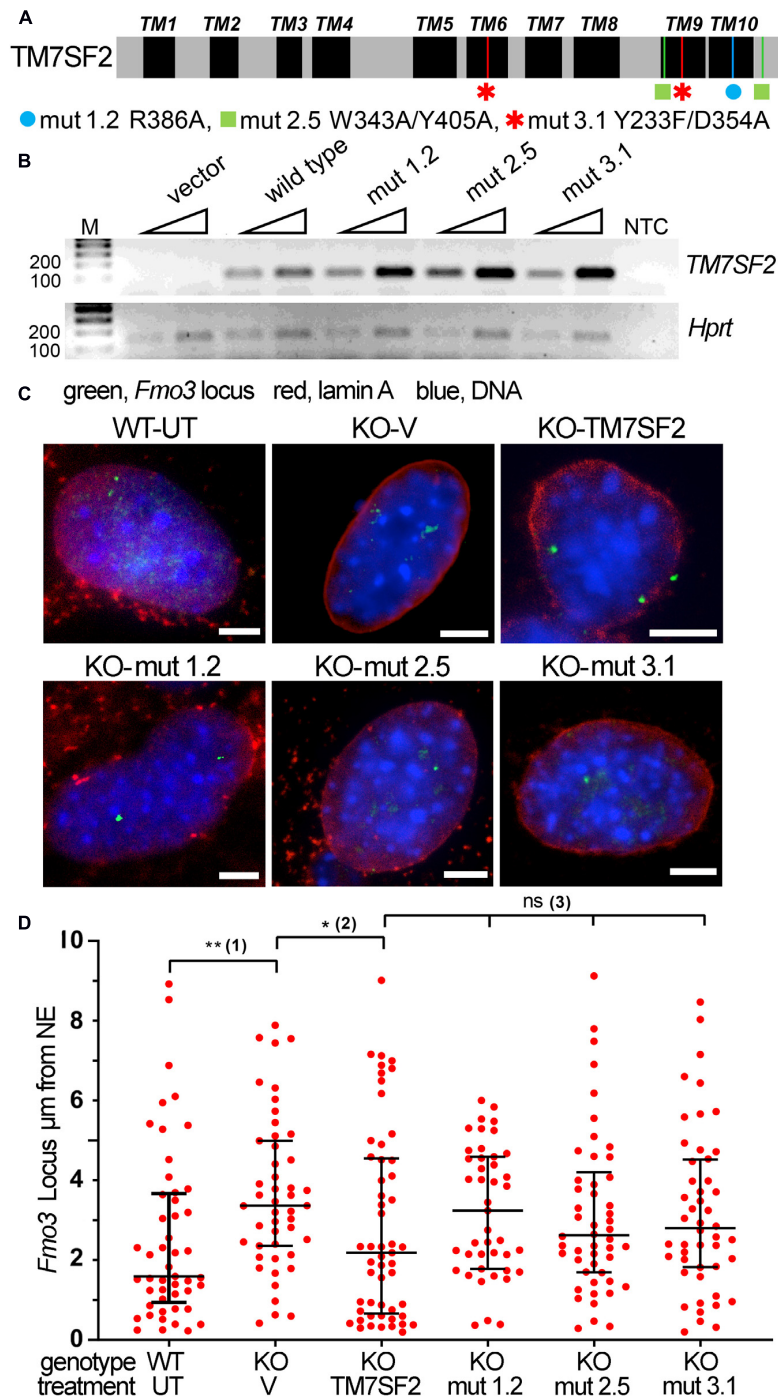 A
TM1 TM2 TM3 TM4 TM5 TM6 TM7 TM8 TM9 TM10
TM7SF2
mut 1.2 R386A, mut 2.5 W343A/Y405A, mut 3.1 Y233F/D354A
B
vector wild type mut 1.2 mut 2.5 mut 3.1
M NTC
200
100
TM7SF2
200
100
Hprt
C green, Fmo3 locus red, lamin A blue, DNA
WT-UT KO-V KO-TM7SF2
KO-mut 1.2 KO-mut 2.5 KO-mut 3.1
D
ns (3)
** (1) * (2)
10
8
6
4
2
0
Fmo3 Locus µm from NE
genotype WT KO KO KO KO KO
treatment UT V TM7SF2 mut 1.2 mut 2.5 mut 3.1